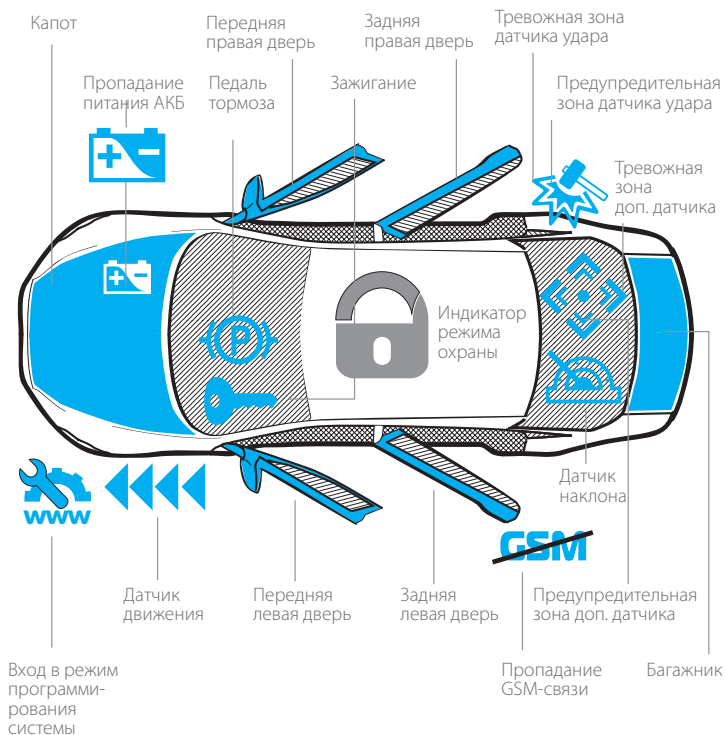 Капот
Передняя
правая дверь
Задняя
правая дверь
Тревожная зона
датчика удара
Пропадание
питания АКБ
Педаль
тормоза
Зажигание
Предупредительная
зона датчика удара
Тревожная
зона
доп. датчика
P
Индикатор
режима
охраны
www
Датчик
наклона
GSM
Датчик
движения
Передняя
левая дверь
Задняя
левая дверь
Предупредительная
зона доп. датчика
Вход в режим
программи-
рования
системы
Пропадание
GSM-связи
Багажник